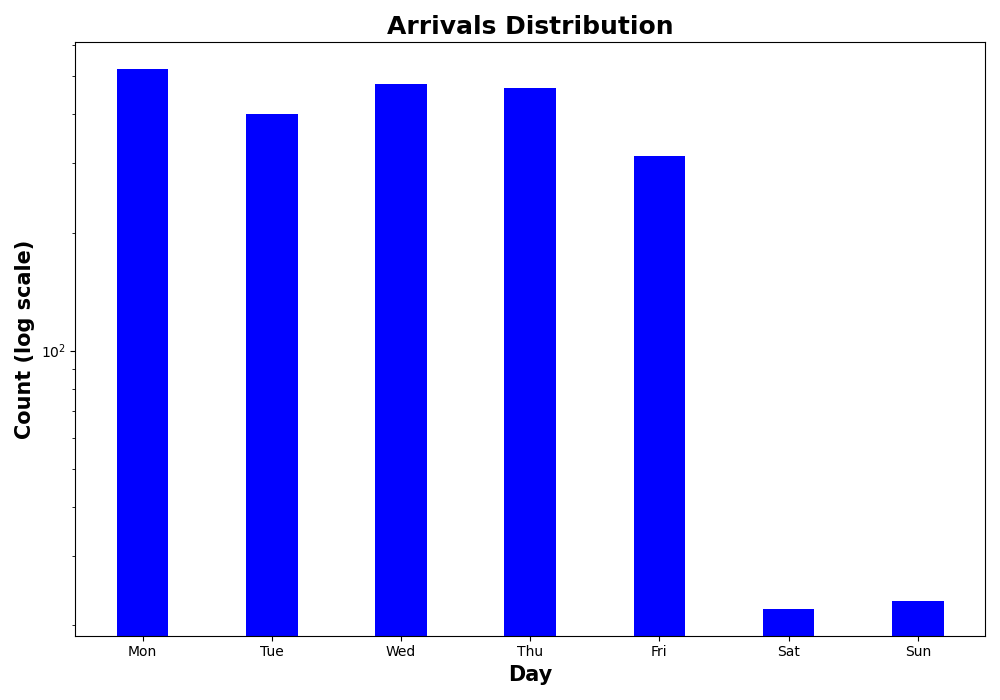 Arrivals Distribution
Count (log scale)
10²
Mon Tue Wed Thu Fri Sat Sun
Day